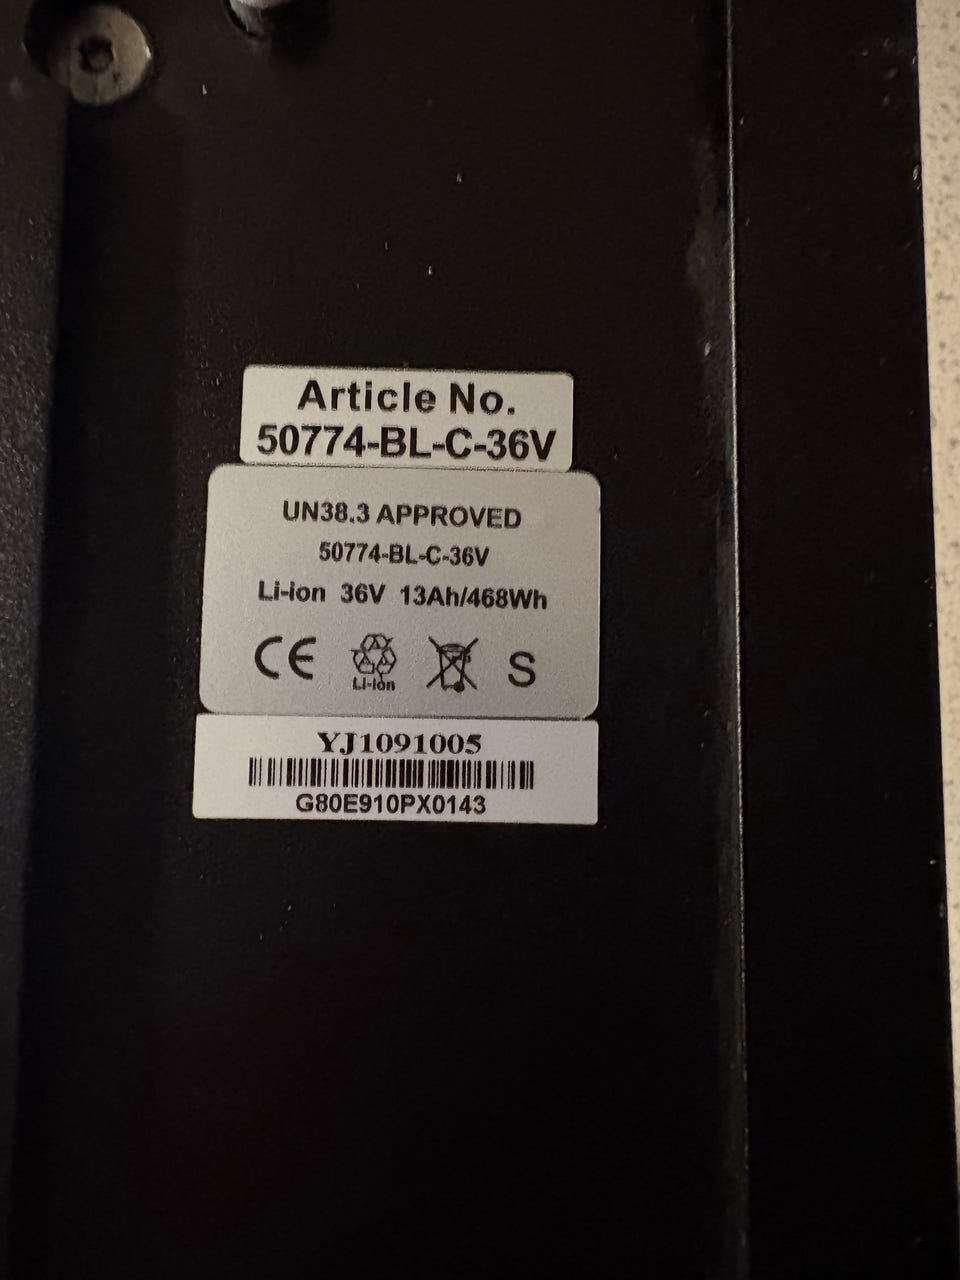 Article No.
50774-BL-C-36V
UN38.3 APPROVED
50774-BL-C-36V
Li-ion 36V 13Ah/468Wh
CE Li-ion S
YJ1091005
G80E910PX0143